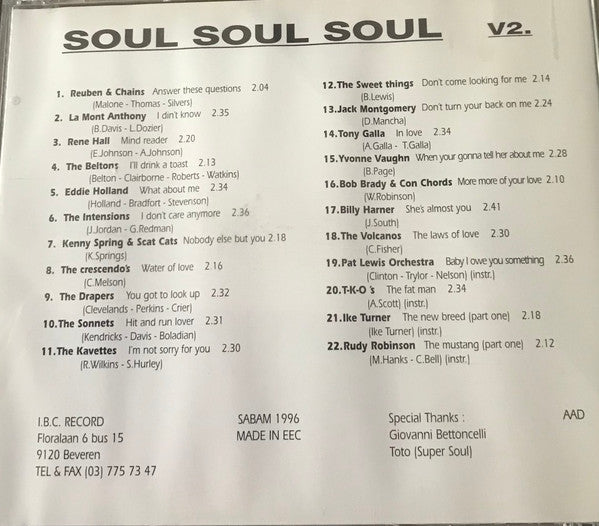 SOUL SOUL SOUL V2.
1. Reuben & Chains Answer these questions 2.04
(Malone - Thomas - Silvers)
2. La Mont Anthony I din't know 2.35
(B.Davis - L.Dozier)
3. Rene Hall Mind reader 2.20
(E.Johnson - A.Johnson)
4. The Beltons I'll drink a toast 2.13
(Belton - Clairborne - Roberts - Watkins)
5. Eddie Holland What about me 2.34
(Holland - Bradfort - Stevenson)
6. The Intensions I don't care anymore 2.36
(J.Jordan - G.Redman)
7. Kenny Spring & Scat Cats Nobody else but you 2.18
(K.Springs)
8. The crescendo's Water of love 2.16
(C.Melson)
9. The Drapers You got to look up 2.32
(Clevelands - Perkins - Crier)
10.The Sonnets Hit and run lover 2.31
(Kendricks - Davis - Boladian)
11.The Kavettes I'm not sorry for you 2.30
(R.Wilkins - S.Hurley)
12.The Sweet things Don't come looking for me 2.14
(B.Lewis)
13.Jack Montgomery Don't turn your back on me 2.24
(D.Mancha)
14.Tony Galla In love 2.34
(A.Galla - T.Galla)
15.Yvonne Vaughn When your gonna tell her about me 2.28
(B.Page)
16.Bob Brady & Con Chords More more of your love 2.10
(W.Robinson)
17.Billy Harner She's almost you 2.41
(J.South)
18.The Volcanos The laws of love 2.30
(C.Fisher)
19.Pat Lewis Orchestra Baby I owe you something 2.36
(Clinton - Trylor - Nelson) (instr.)
20.T-K-O 's The fat man 2.34
(A.Scott) (instr.)
21.Ike Turner The new breed (part one) 2.18
(Ike Turner) (instr.)
22.Rudy Robinson The mustang (part one) 2.12
(M.Hanks - C.Bell) (instr.)
I.B.C. RECORD
Floralaan 6 bus 15
9120 Beveren
TEL & FAX (03) 775 73 47
SABAM 1996
MADE IN EEC
Special Thanks :
Giovanni Bettoncelli
Toto (Super Soul)
AAD